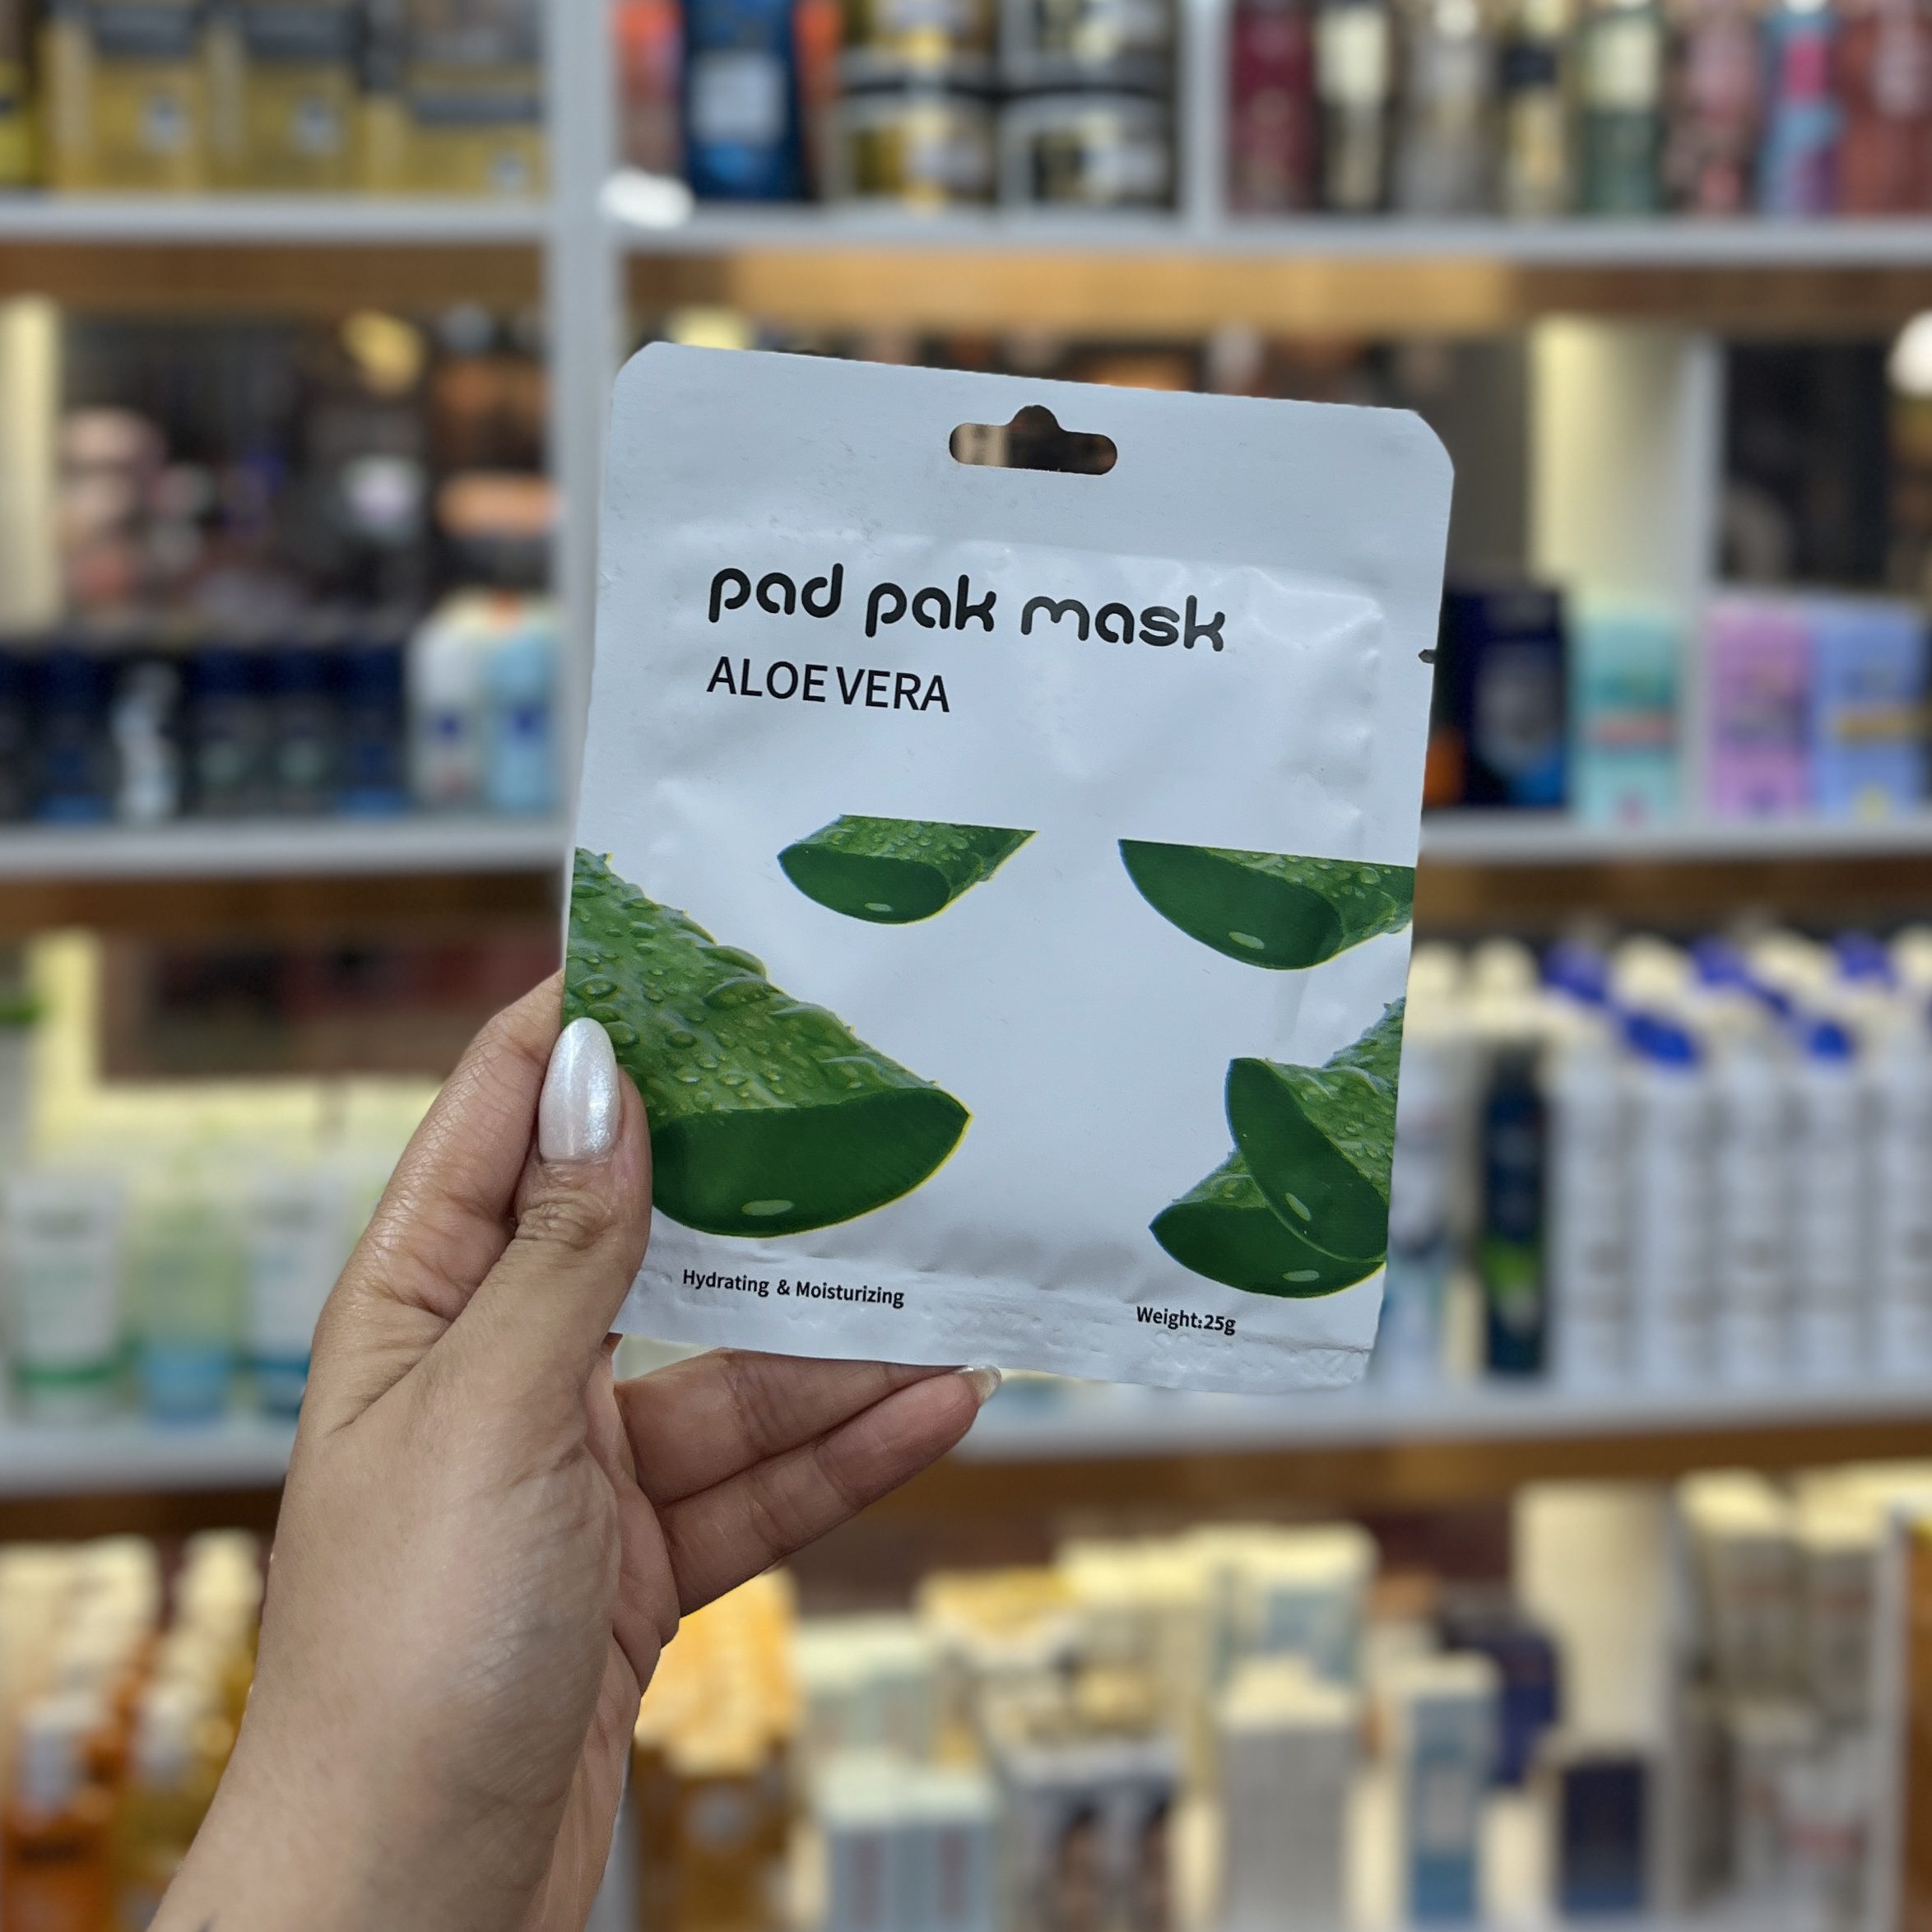 pad pak mask
ALOE VERA
Hydrating & Moisturizing
Weight:25g